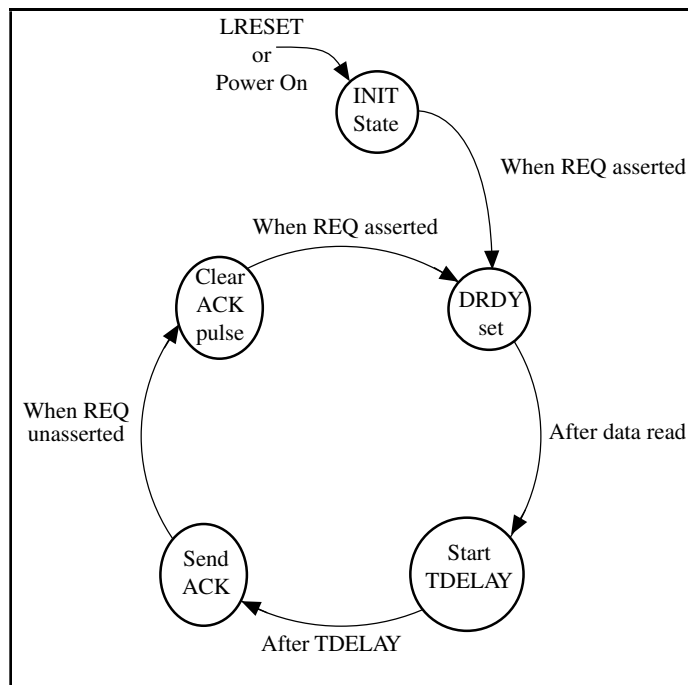 LRESET
or
Power On
INIT
State
When REQ asserted
When REQ asserted
Clear
ACK
pulse
DRDY
set
When REQ
unasserted
After data read
Send
ACK
Start
TDELAY
After TDELAY